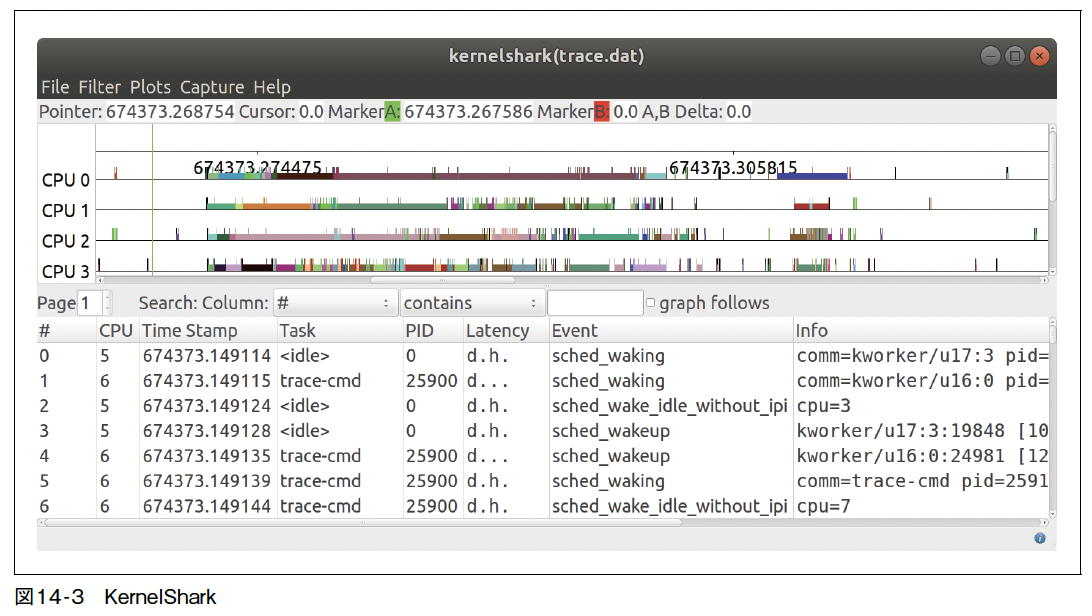 kernelshark(trace.dat)
File Filter Plots Capture Help
Pointer: 674373.268754 Cursor: 0.0 MarkerA: 674373.267586 MarkerB: 0.0 A,B Delta: 0.0
674373.274475 674373.305815
CPU 0
CPU 1
CPU 2
CPU 3
Page 1 Search: Column: # contains graph follows
# CPU Time Stamp Task PID Latency Event Info
0 5 674373.149114 <idle> 0 d.h. sched_waking comm=kworker/u17:3 pid=
1 6 674373.149115 trace-cmd 25900 d... sched_waking comm=kworker/u16:0 pid=
2 5 674373.149124 <idle> 0 d.h. sched_wake_idle_without_ipi cpu=3
3 5 674373.149128 <idle> 0 d.h. sched_wakeup kworker/u17:3:19848 [10
4 6 674373.149135 trace-cmd 25900 d... sched_wakeup kworker/u16:0:24981 [12
5 6 674373.149139 trace-cmd 25900 d... sched_waking comm=trace-cmd pid=2591
6 6 674373.149144 trace-cmd 25900 d... sched_wake_idle_without_ipi cpu=7
図14-3 KernelShark